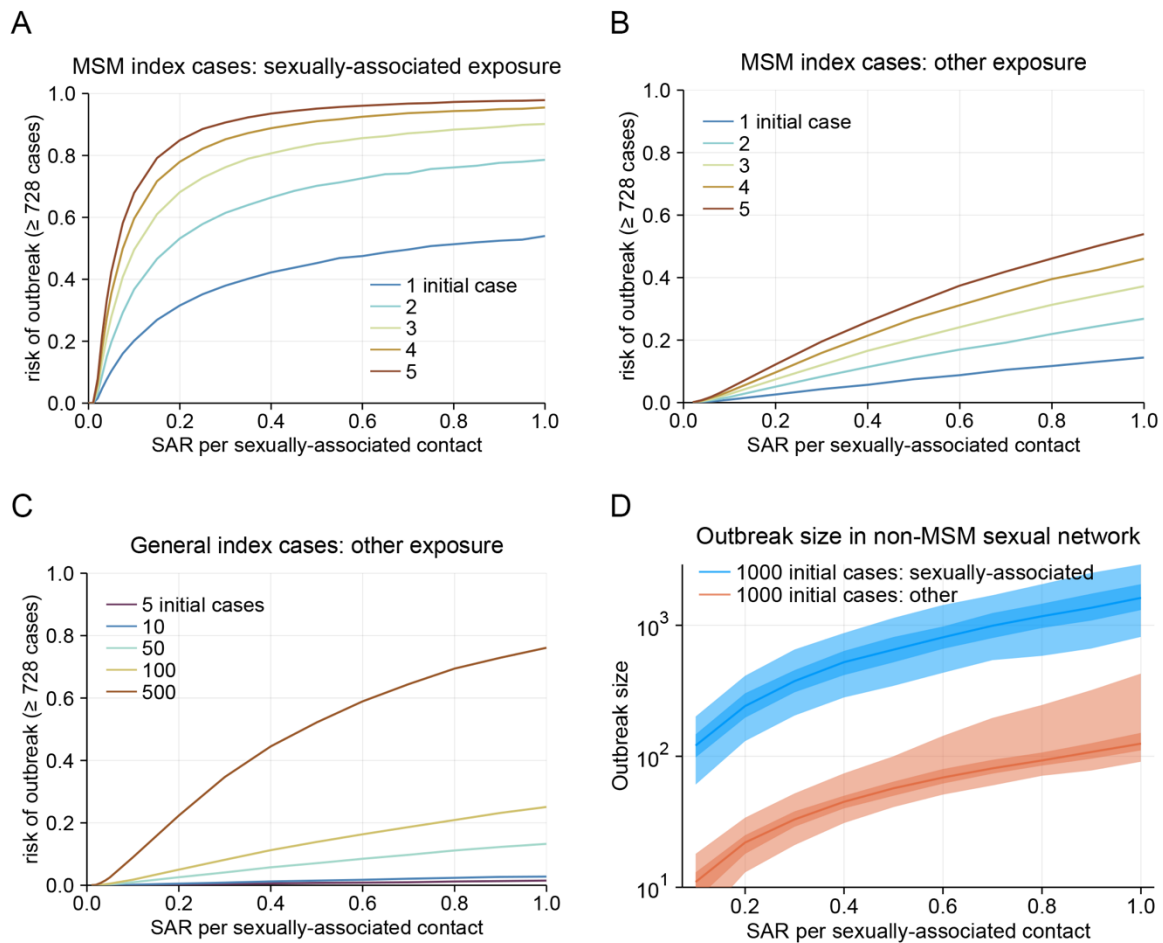 A
MSM index cases: sexually-associated exposure
risk of outbreak (≥ 728 cases)
1.0
0.8
0.6
0.4
0.2
0.0
1 initial case
2
3
4
5
0.0 0.2 0.4 0.6 0.8 1.0
SAR per sexually-associated contact
B
MSM index cases: other exposure
risk of outbreak (≥ 728 cases)
1.0
0.8
0.6
0.4
0.2
0.0
1 initial case
2
3
4
5
0.0 0.2 0.4 0.6 0.8 1.0
SAR per sexually-associated contact
C
General index cases: other exposure
risk of outbreak (≥ 728 cases)
1.0
0.8
0.6
0.4
0.2
0.0
5 initial cases
10
50
100
500
0.0 0.2 0.4 0.6 0.8 1.0
SAR per sexually-associated contact
D
Outbreak size in non-MSM sexual network
1000 initial cases: sexually-associated
1000 initial cases: other
Outbreak size
10³
10²
10¹
0.2 0.4 0.6 0.8 1.0
SAR per sexually-associated contact